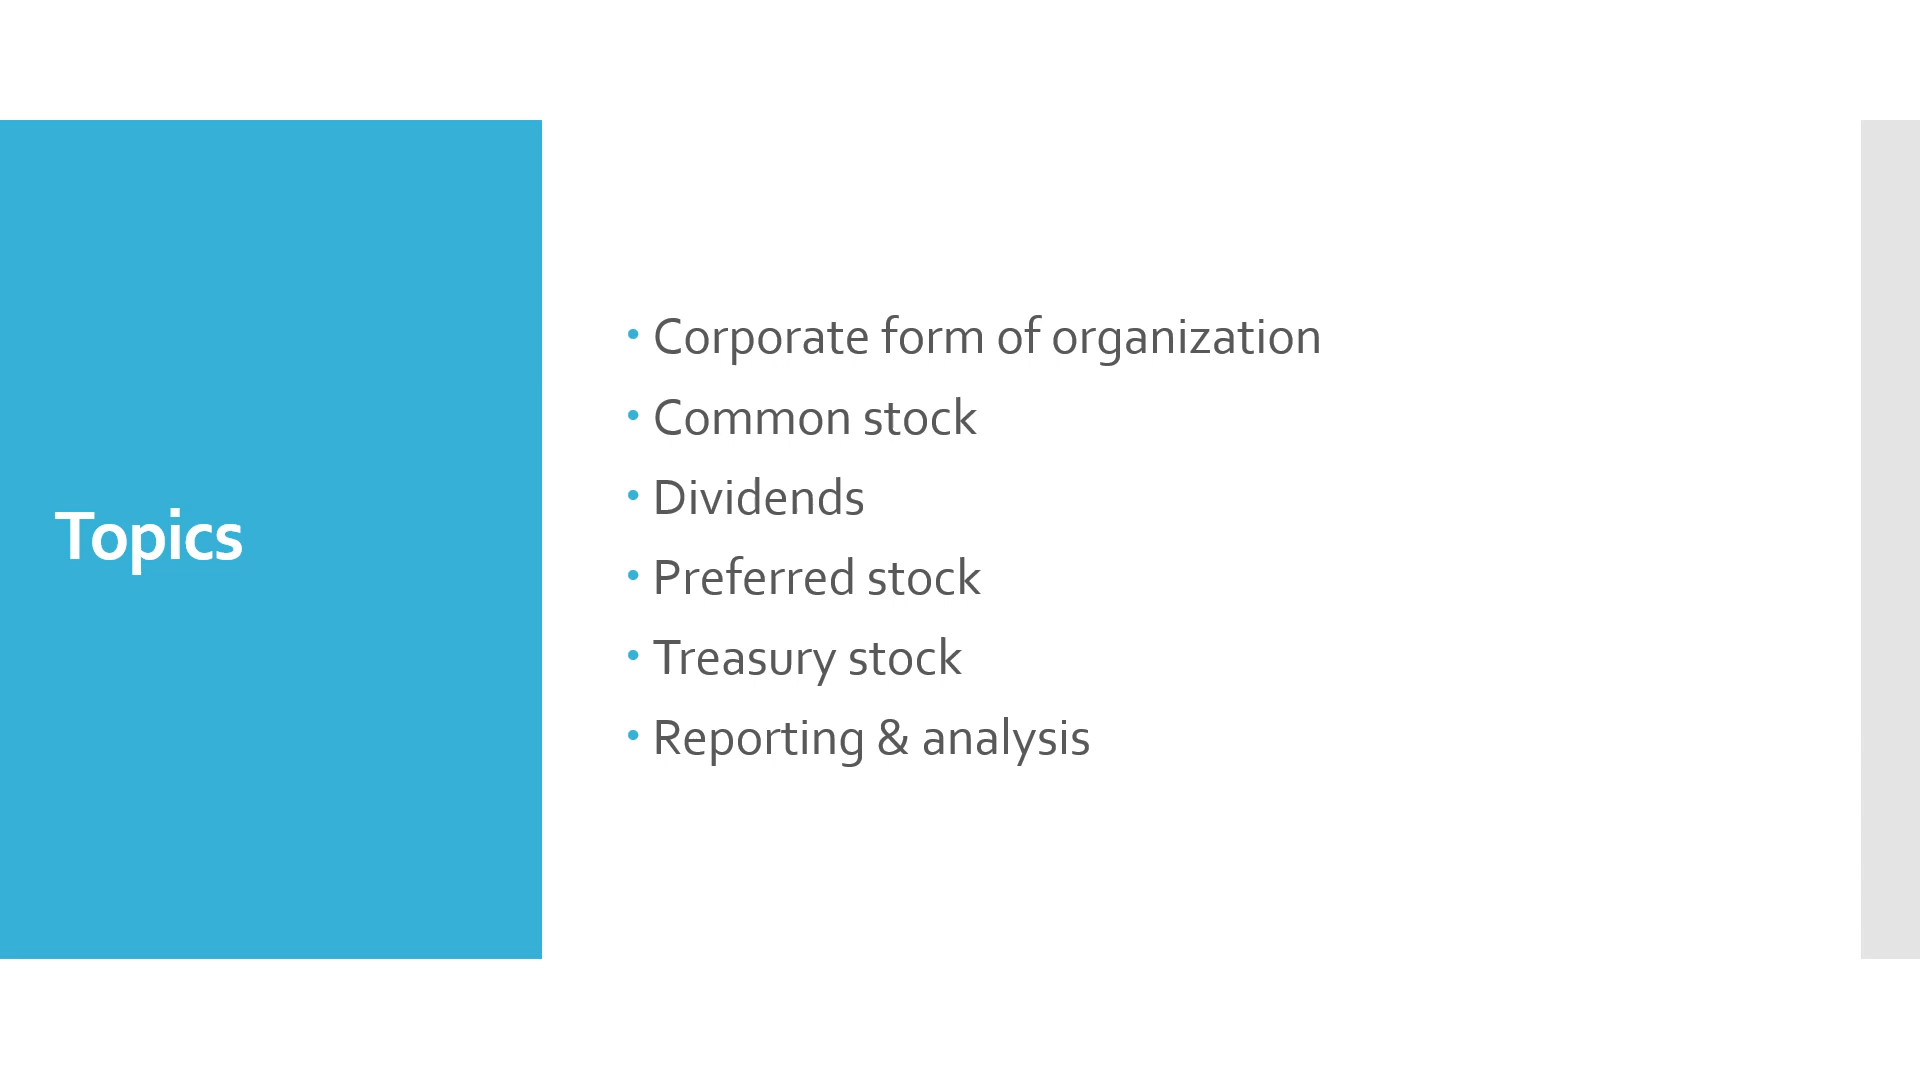 Topics
• Corporate form of organization
• Common stock
• Dividends
• Preferred stock
• Treasury stock
• Reporting & analysis